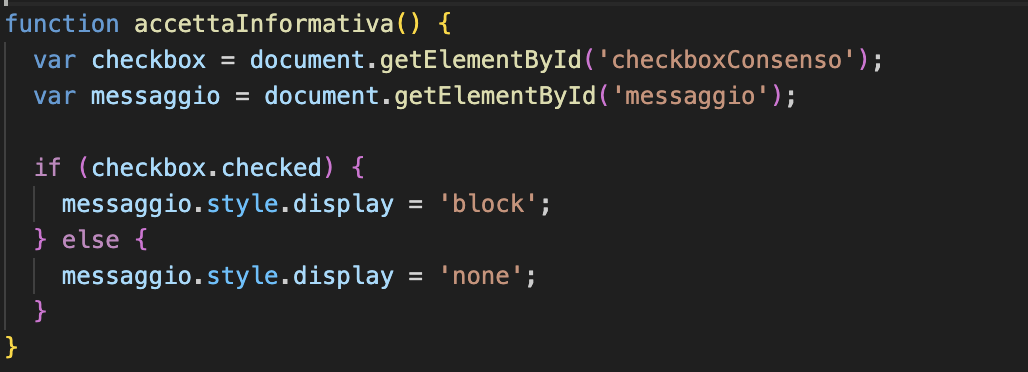 function accettaInformativa() {
  var checkbox = document.getElementById('checkboxConsenso');
  var messaggio = document.getElementById('messaggio');

  if (checkbox.checked) {
    messaggio.style.display = 'block';
  } else {
    messaggio.style.display = 'none';
  }
}